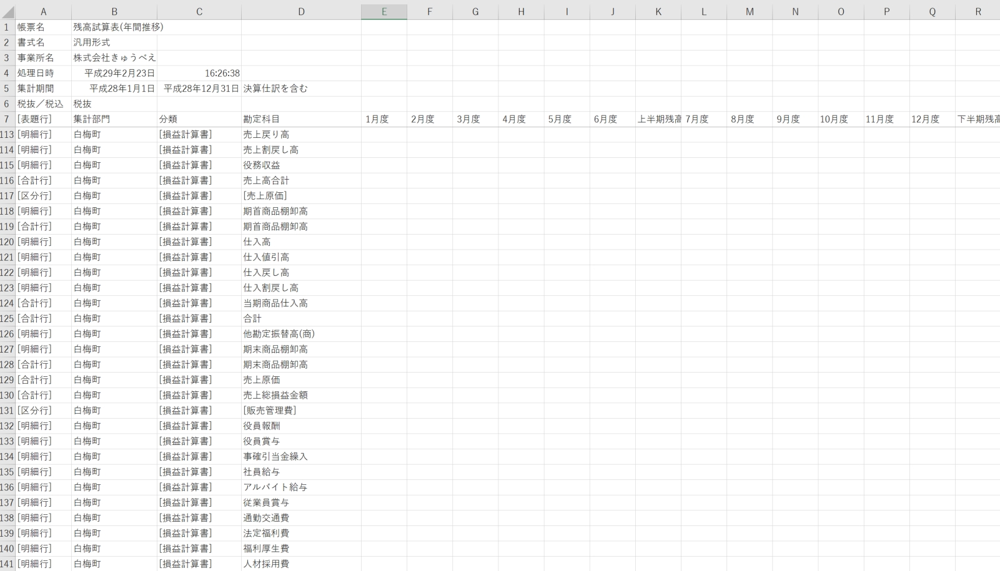 A B C D E F G H I J K L M N O P Q R
1 帳票名 残高試算表(年間推移)
2 書式名 汎用形式
3 事業所名 株式会社きゅうべえ
4 処理日時 平成29年2月23日 16:26:38
5 集計期間 平成28年1月1日 平成28年12月31日 決算仕訳を含む
6 税抜／税込 税抜
7 [表題行] 集計部門 分類 勘定科目 1月度 2月度 3月度 4月度 5月度 6月度 上半期残高 7月度 8月度 9月度 10月度 11月度 12月度 下半期残高
113 [明細行] 白梅町 [損益計算書] 売上戻り高
114 [明細行] 白梅町 [損益計算書] 売上割戻し高
115 [明細行] 白梅町 [損益計算書] 役務収益
116 [合計行] 白梅町 [損益計算書] 売上高合計
117 [区分行] 白梅町 [損益計算書] [売上原価]
118 [明細行] 白梅町 [損益計算書] 期首商品棚卸高
119 [合計行] 白梅町 [損益計算書] 期首商品棚卸高
120 [明細行] 白梅町 [損益計算書] 仕入高
121 [明細行] 白梅町 [損益計算書] 仕入値引高
122 [明細行] 白梅町 [損益計算書] 仕入戻し高
123 [明細行] 白梅町 [損益計算書] 仕入割戻し高
124 [合計行] 白梅町 [損益計算書] 当期商品仕入高
125 [合計行] 白梅町 [損益計算書] 合計
126 [明細行] 白梅町 [損益計算書] 他勘定振替高(商)
127 [明細行] 白梅町 [損益計算書] 期末商品棚卸高
128 [合計行] 白梅町 [損益計算書] 期末商品棚卸高
129 [合計行] 白梅町 [損益計算書] 売上原価
130 [合計行] 白梅町 [損益計算書] 売上総損益金額
131 [区分行] 白梅町 [損益計算書] [販売管理費]
132 [明細行] 白梅町 [損益計算書] 役員報酬
133 [明細行] 白梅町 [損益計算書] 役員賞与
134 [明細行] 白梅町 [損益計算書] 事確引当金繰入
135 [明細行] 白梅町 [損益計算書] 社員給与
136 [明細行] 白梅町 [損益計算書] アルバイト給与
137 [明細行] 白梅町 [損益計算書] 従業員賞与
138 [明細行] 白梅町 [損益計算書] 通勤交通費
139 [明細行] 白梅町 [損益計算書] 法定福利費
140 [明細行] 白梅町 [損益計算書] 福利厚生費
141 [明細行] 白梅町 [損益計算書] 人材採用費